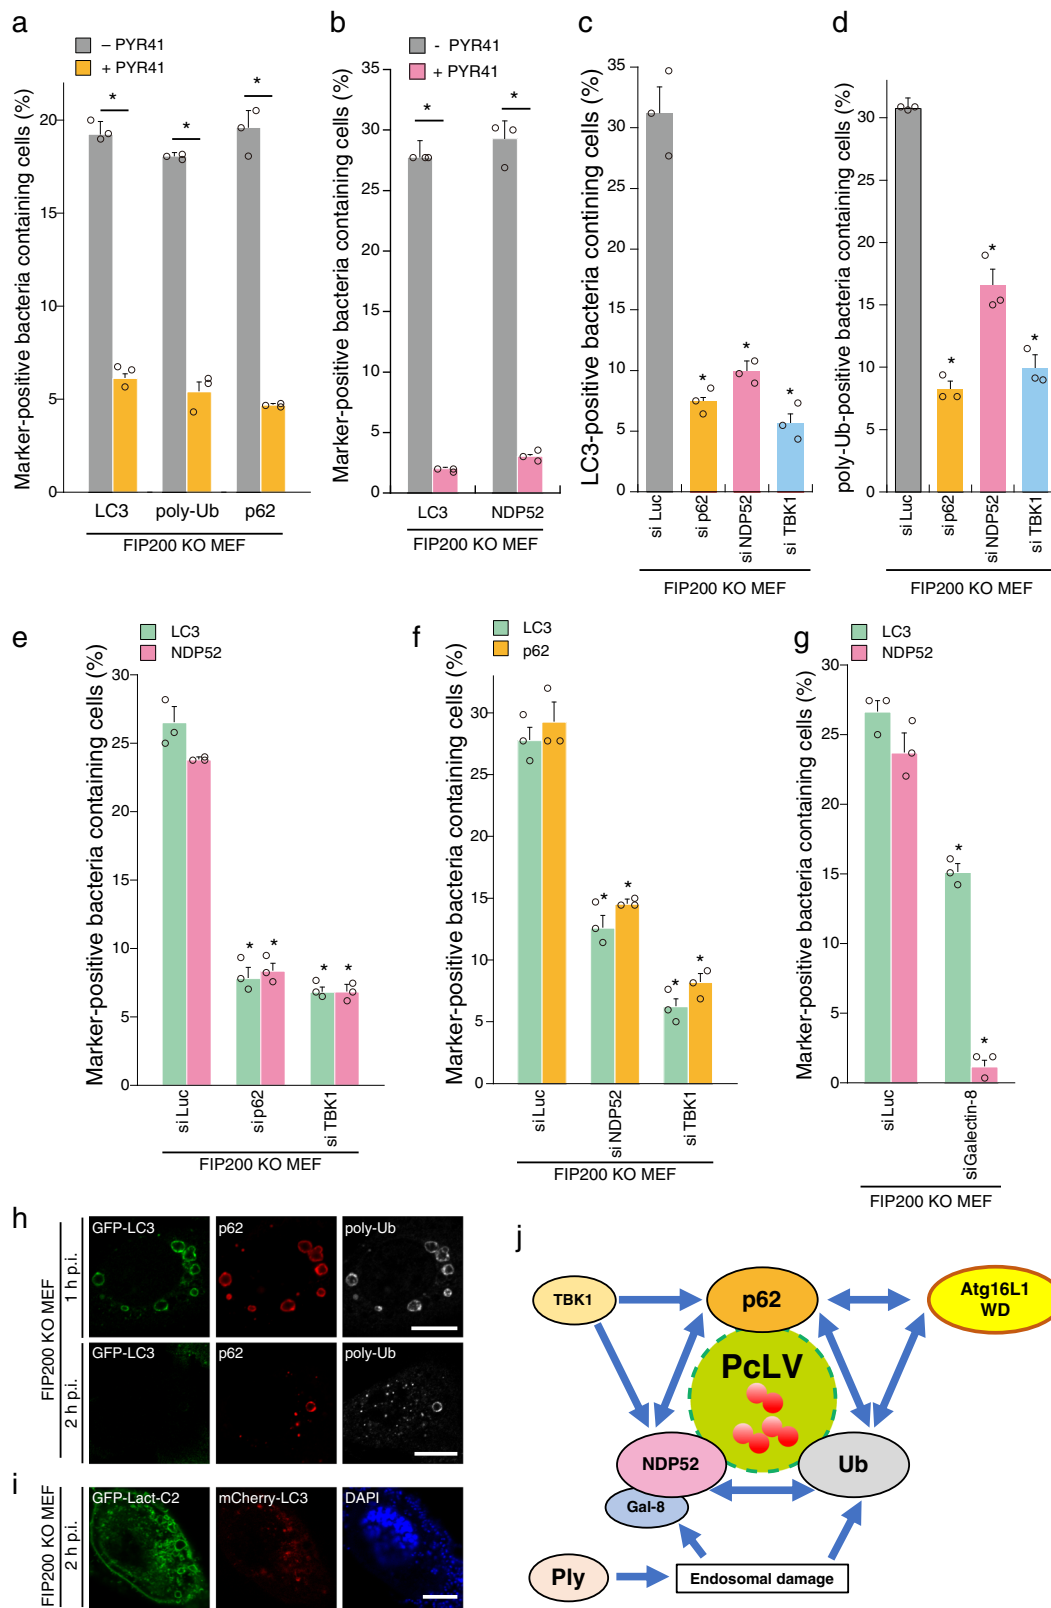 a
– PYR41
+ PYR41
Marker-positive bacteria containing cells (%)
20
15
10
5
0
*
*
*
LC3
poly-Ub
p62
FIP200 KO MEF
b
- PYR41
+ PYR41
Marker-positive bacteria containing cells (%)
35
30
25
20
15
10
5
0
*
*
LC3
NDP52
FIP200 KO MEF
c
LC3-positive bacteria contining cells (%)
35
30
25
20
15
10
5
0
*
*
*
si Luc
si p62
si NDP52
si TBK1
FIP200 KO MEF
d
poly-Ub-positive bacteria containing cells (%)
30
25
20
15
10
5
0
*
*
*
si Luc
si p62
si NDP52
si TBK1
FIP200 KO MEF
e
LC3
NDP52
Marker-positive bacteria containing cells (%)
30
25
20
15
10
5
0
* *
* *
si Luc
si p62
si TBK1
FIP200 KO MEF
f
LC3
p62
Marker-positive bacteria containing cells (%)
30
25
20
15
10
5
0
* *
* *
si Luc
si NDP52
si TBK1
FIP200 KO MEF
g
LC3
NDP52
Marker-positive bacteria containing cells (%)
30
25
20
15
10
5
0
*
*
si Luc
siGalectin-8
FIP200 KO MEF
h
FIP200 KO MEF
1 h p.i.
GFP-LC3
p62
poly-Ub
2 h p.i.
GFP-LC3
p62
poly-Ub
i
FIP200 KO MEF
2 h p.i.
GFP-Lact-C2
mCherry-LC3
DAPI
j
TBK1
p62
Atg16L1
WD
PcLV
NDP52
Ub
Gal-8
Ply
Endosomal damage